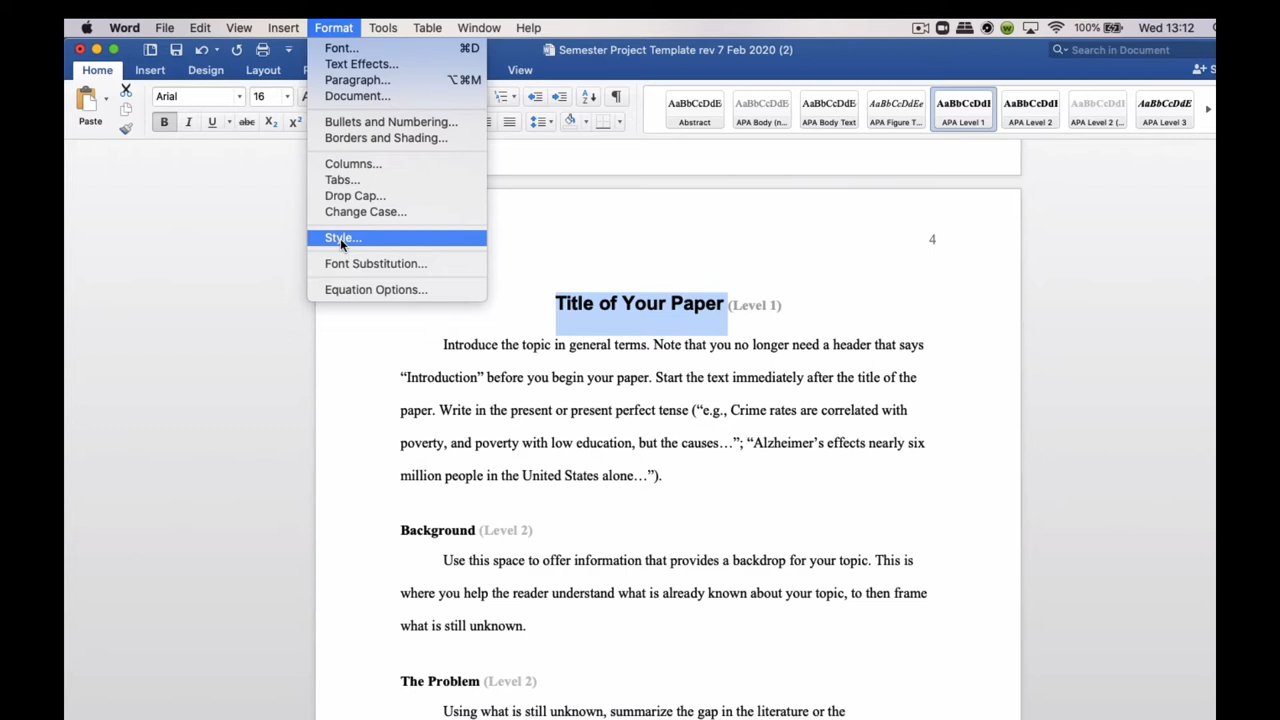 Word File Edit View Insert Format Tools Table Window Help 100% Wed 13:12
Semester Project Template rev 7 Feb 2020 (2)
Search in Document
Home Insert Design Layout View
Paste
Arial 16
B I U abc X₂ X²
AaBbCcDdE AaBbCcDdE AaBbCcDdE AaBbCcDdEe AaBbCcDdI AaBbCcDdI AaBbCcDdI AaBbCcDdE
Abstract APA Body (n... APA Body Text APA Figure T... APA Level 1 APA Level 2 APA Level 2 (... APA Level 3
Font... ⌘D
Text Effects...
Paragraph... ⌥⌘M
Document...
Bullets and Numbering...
Borders and Shading...
Columns...
Tabs...
Drop Cap...
Change Case...
Style...
Font Substitution...
Equation Options...
4
Title of Your Paper (Level 1)
Introduce the topic in general terms. Note that you no longer need a header that says
“Introduction” before you begin your paper. Start the text immediately after the title of the
paper. Write in the present or present perfect tense (“e.g., Crime rates are correlated with
poverty, and poverty with low education, but the causes…”; “Alzheimer’s effects nearly six
million people in the United States alone…”).
Background (Level 2)
Use this space to offer information that provides a backdrop for your topic. This is
where you help the reader understand what is already known about your topic, to then frame
what is still unknown.
The Problem (Level 2)
Using what is still unknown, summarize the gap in the literature or the